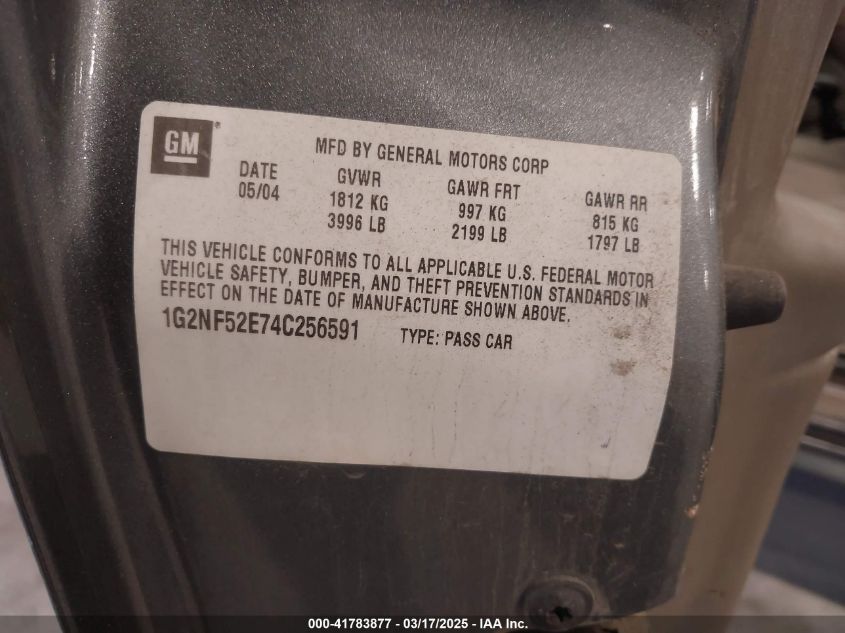 GM®
MFD BY GENERAL MOTORS CORP
DATE GVWR GAWR FRT GAWR RR
05/04 1812 KG 997 KG 815 KG
3996 LB 2199 LB 1797 LB
THIS VEHICLE CONFORMS TO ALL APPLICABLE U.S. FEDERAL MOTOR
VEHICLE SAFETY, BUMPER, AND THEFT PREVENTION STANDARDS IN
EFFECT ON THE DATE OF MANUFACTURE SHOWN ABOVE.
1G2NF52E74C256591 TYPE: PASS CAR
000-41783877 - 03/17/2025 - IAA Inc.